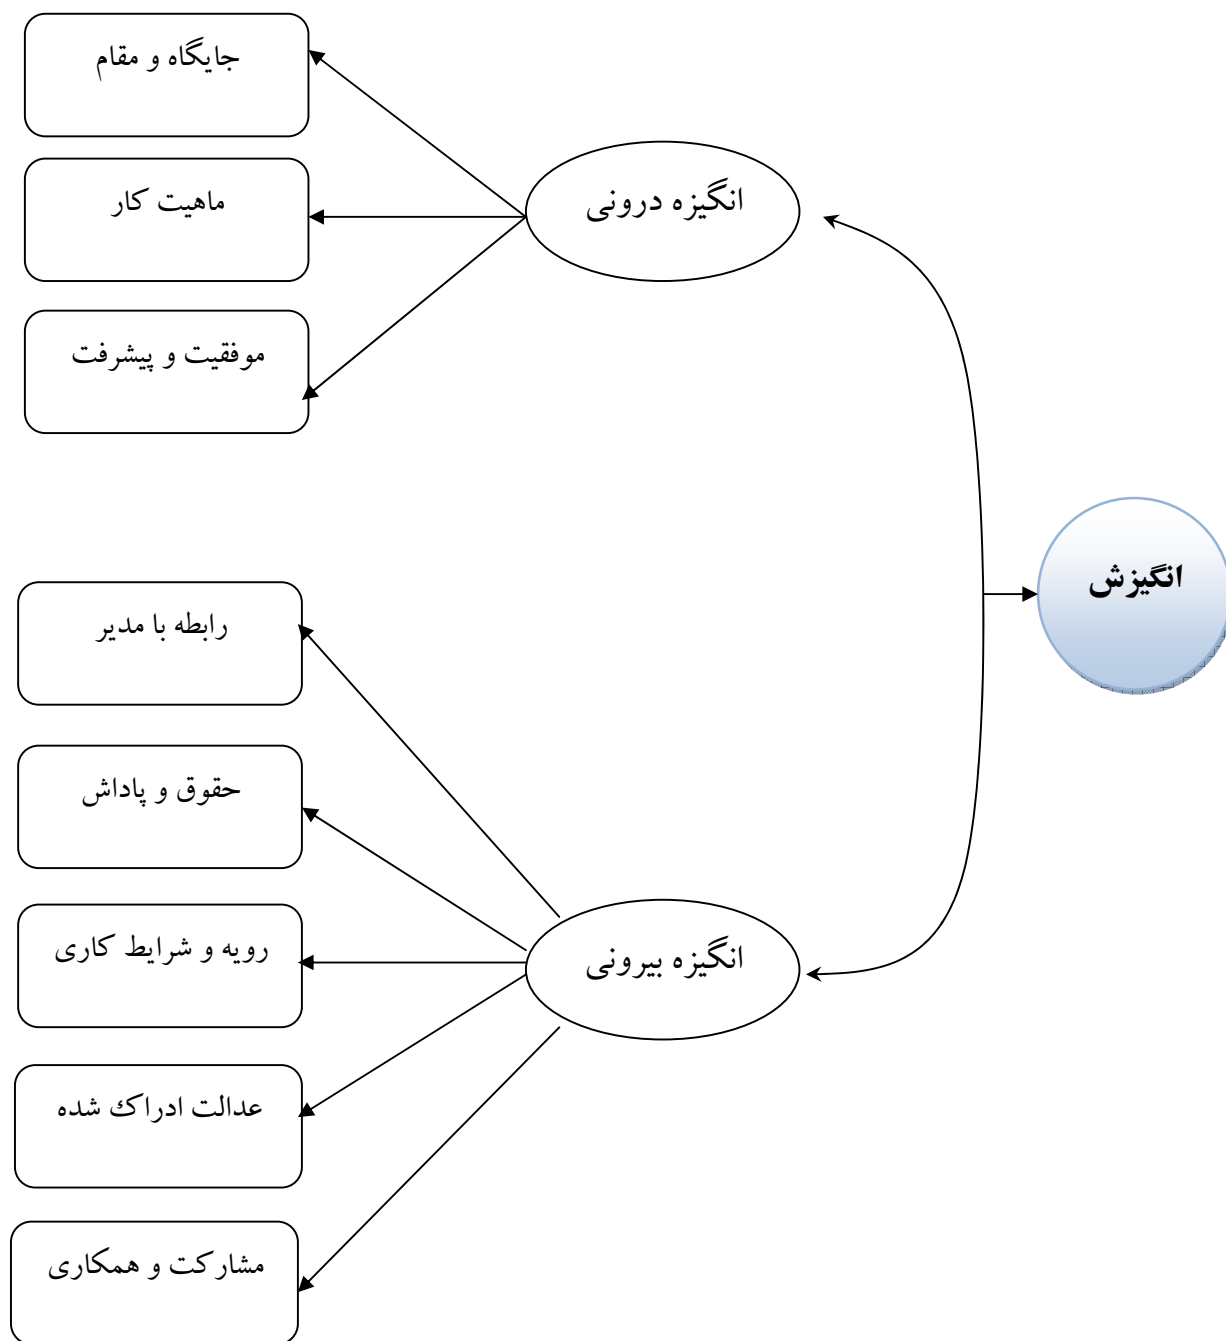 جایگاه و مقام
انگیزه درونی
ماهیت کار
موفقیت و پیشرفت
انگیزش
رابطه با مدیر
حقوق و پاداش
رویه و شرایط کاری
انگیزه بیرونی
عدالت ادراک شده
مشارکت و همکاری